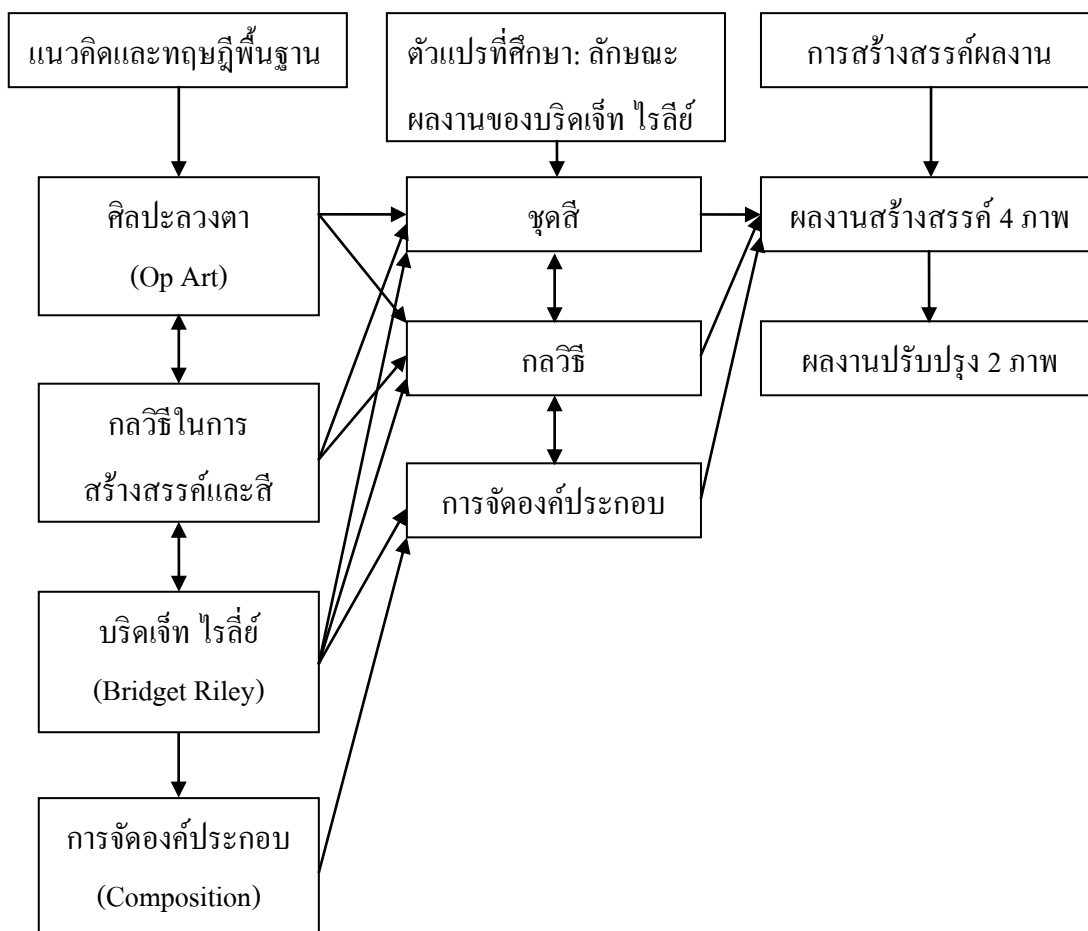 แนวคิดและทฤษฎีพื้นฐาน
ตัวแปรที่ศึกษา: ลักษณะ
ผลงานของบริดเจ็ท ไรลีย์
การสร้างสรรค์ผลงาน
ศิลปะลวงตา
(Op Art)
ชุดสี
ผลงานสร้างสรรค์ 4 ภาพ
กลวิธี
ผลงานปรับปรุง 2 ภาพ
กลวิธีในการ
สร้างสรรค์และสี
การจัดองค์ประกอบ
บริดเจ็ท ไรลี่ย์
(Bridget Riley)
การจัดองค์ประกอบ
(Composition)